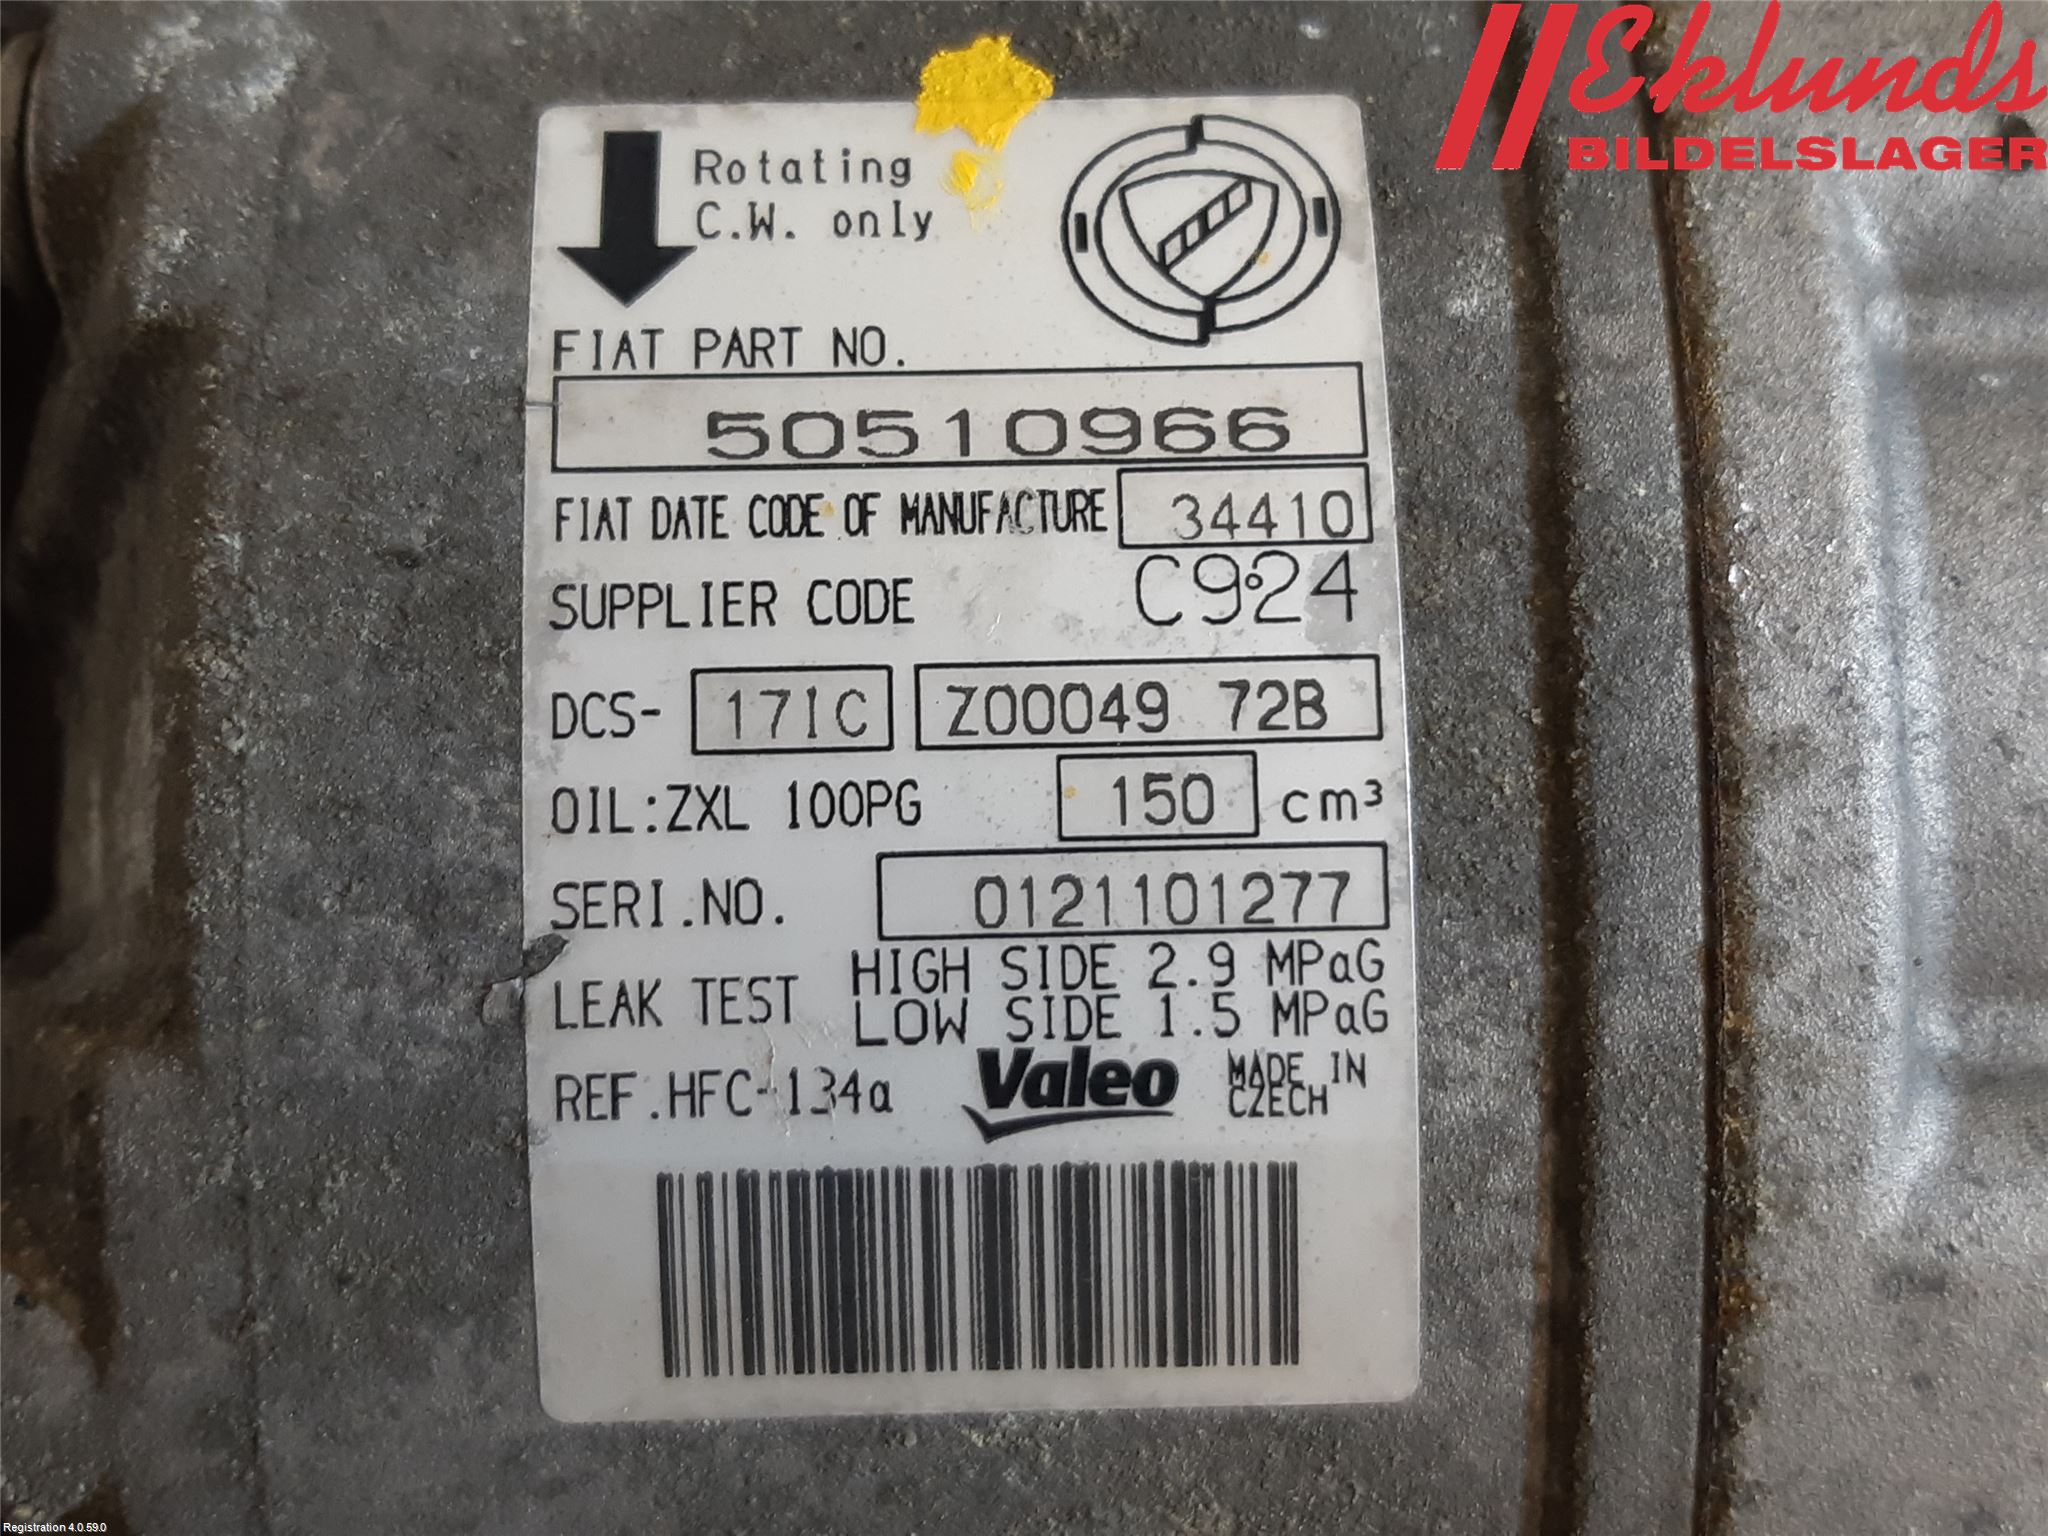 Eklunds
BILDELSLAGER
Rotating
C.W. only
FIAT PART NO.
50510966
FIAT DATE CODE OF MANUFACTURE 34410
SUPPLIER CODE C924
DCS- 17IC Z00049 72B
OIL:ZXL 100PG 150 cm³
SERI.NO. 0121101277
LEAK TEST HIGH SIDE 2.9 MPaG
LOW SIDE 1.5 MPaG
REF.HFC-134a Valeo MADE IN
CZECH
Registration 4.0.59.0